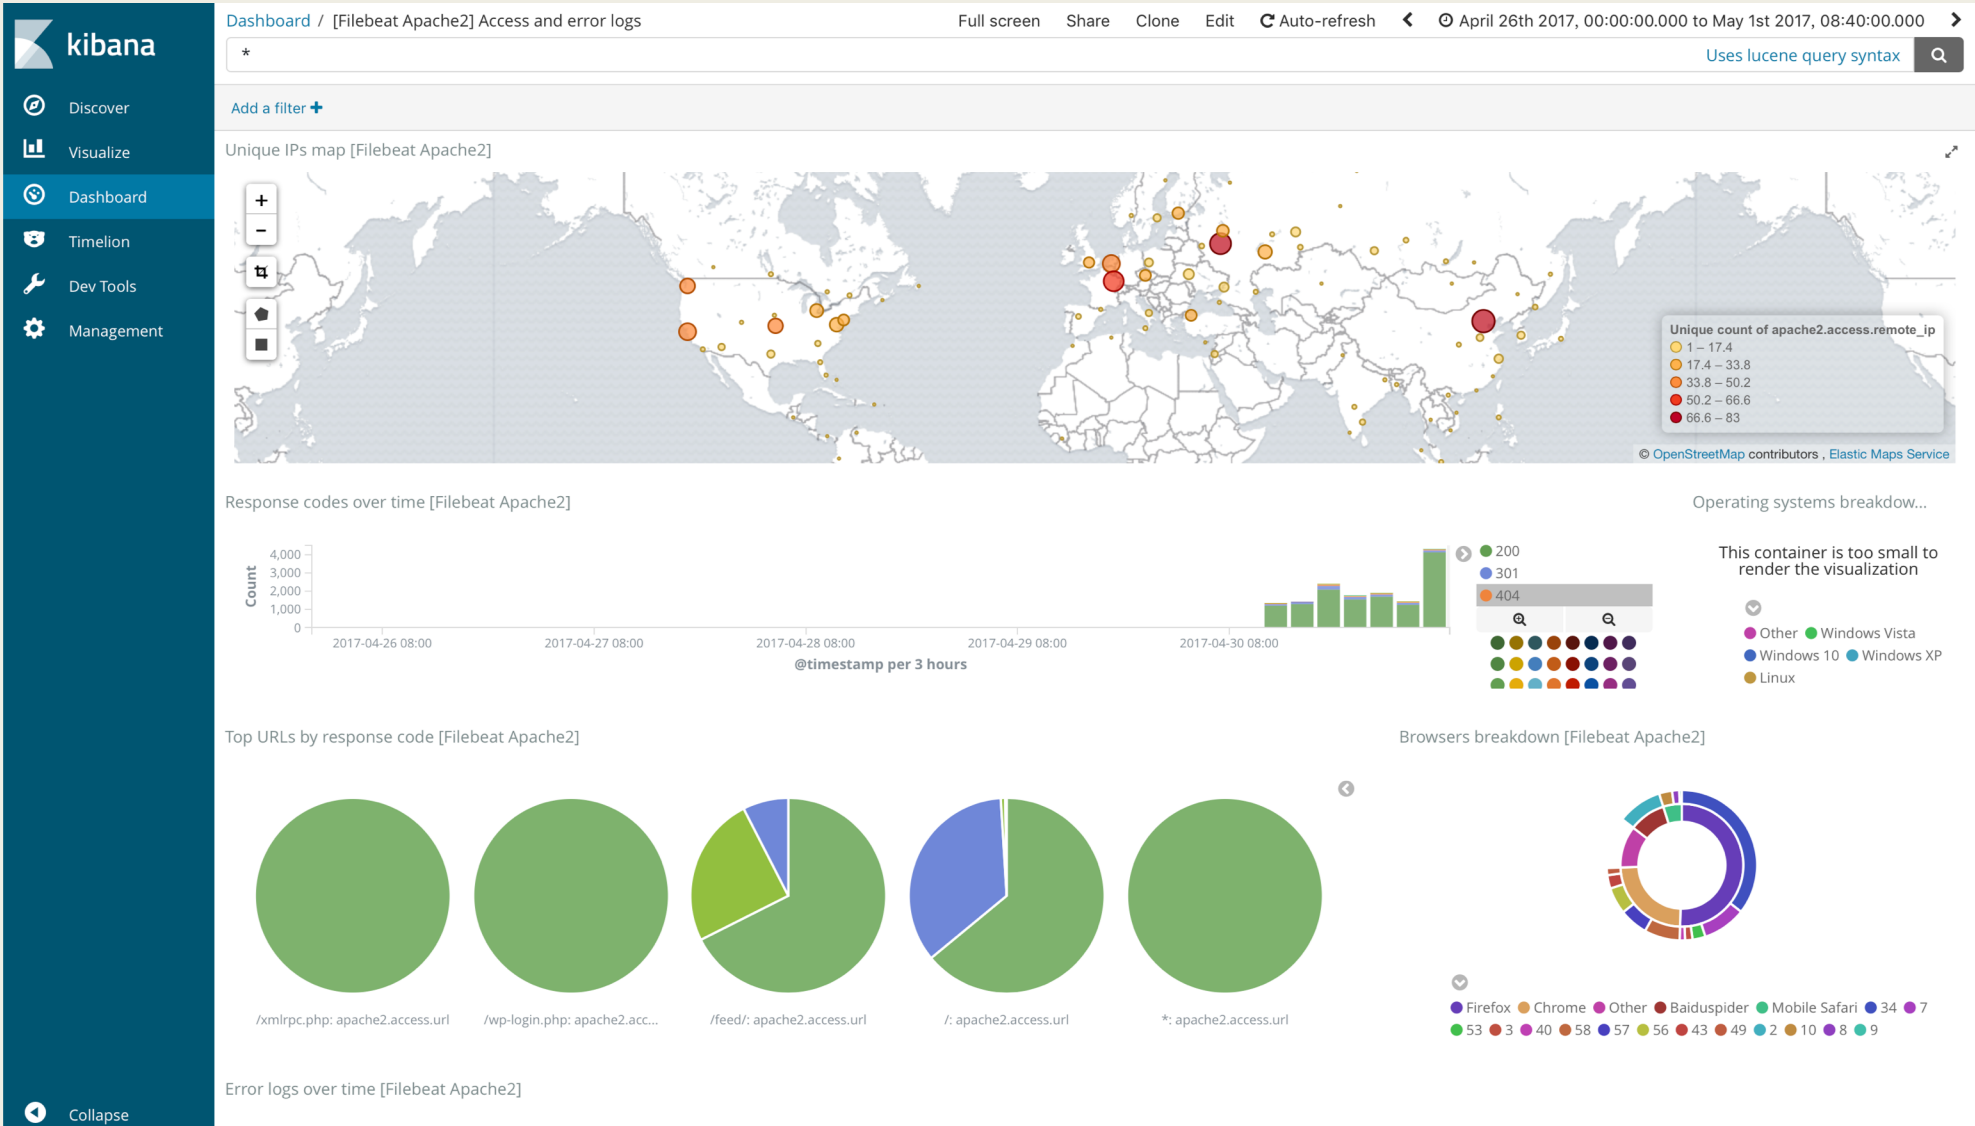 kibana
Discover
Visualize
Dashboard
Timelion
Dev Tools
Management
Collapse
Dashboard / [Filebeat Apache2] Access and error logs
Full screen Share Clone Edit Auto-refresh April 26th 2017, 00:00:00.000 to May 1st 2017, 08:40:00.000
*
Uses lucene query syntax
Add a filter +
Unique IPs map [Filebeat Apache2]
+
−
Unique count of apache2.access.remote_ip
1 – 17.4
17.4 – 33.8
33.8 – 50.2
50.2 – 66.6
66.6 – 83
© OpenStreetMap contributors , Elastic Maps Service
Response codes over time [Filebeat Apache2]
Count
4,000
3,000
2,000
1,000
0
2017-04-26 08:00 2017-04-27 08:00 2017-04-28 08:00 2017-04-29 08:00 2017-04-30 08:00
@timestamp per 3 hours
200
301
404
Operating systems breakdow...
This container is too small to
render the visualization
Other Windows Vista
Windows 10 Windows XP
Linux
Top URLs by response code [Filebeat Apache2]
/xmlrpc.php: apache2.access.url
/wp-login.php: apache2.acc...
/feed/: apache2.access.url
/: apache2.access.url
*: apache2.access.url
Browsers breakdown [Filebeat Apache2]
Firefox Chrome Other Baiduspider Mobile Safari 34 7
53 3 40 58 57 56 43 49 2 10 8 9
Error logs over time [Filebeat Apache2]